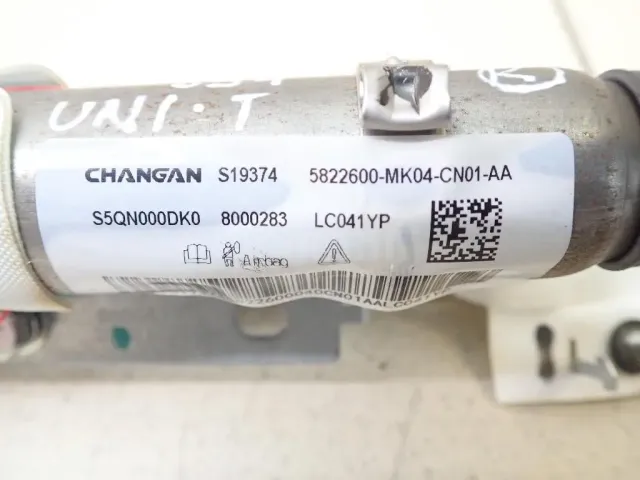 UNI-T
R
CHANGAN S19374 5822600-MK04-CN01-AA
S5QN000DK0 8000283 LC041YP
Airbag